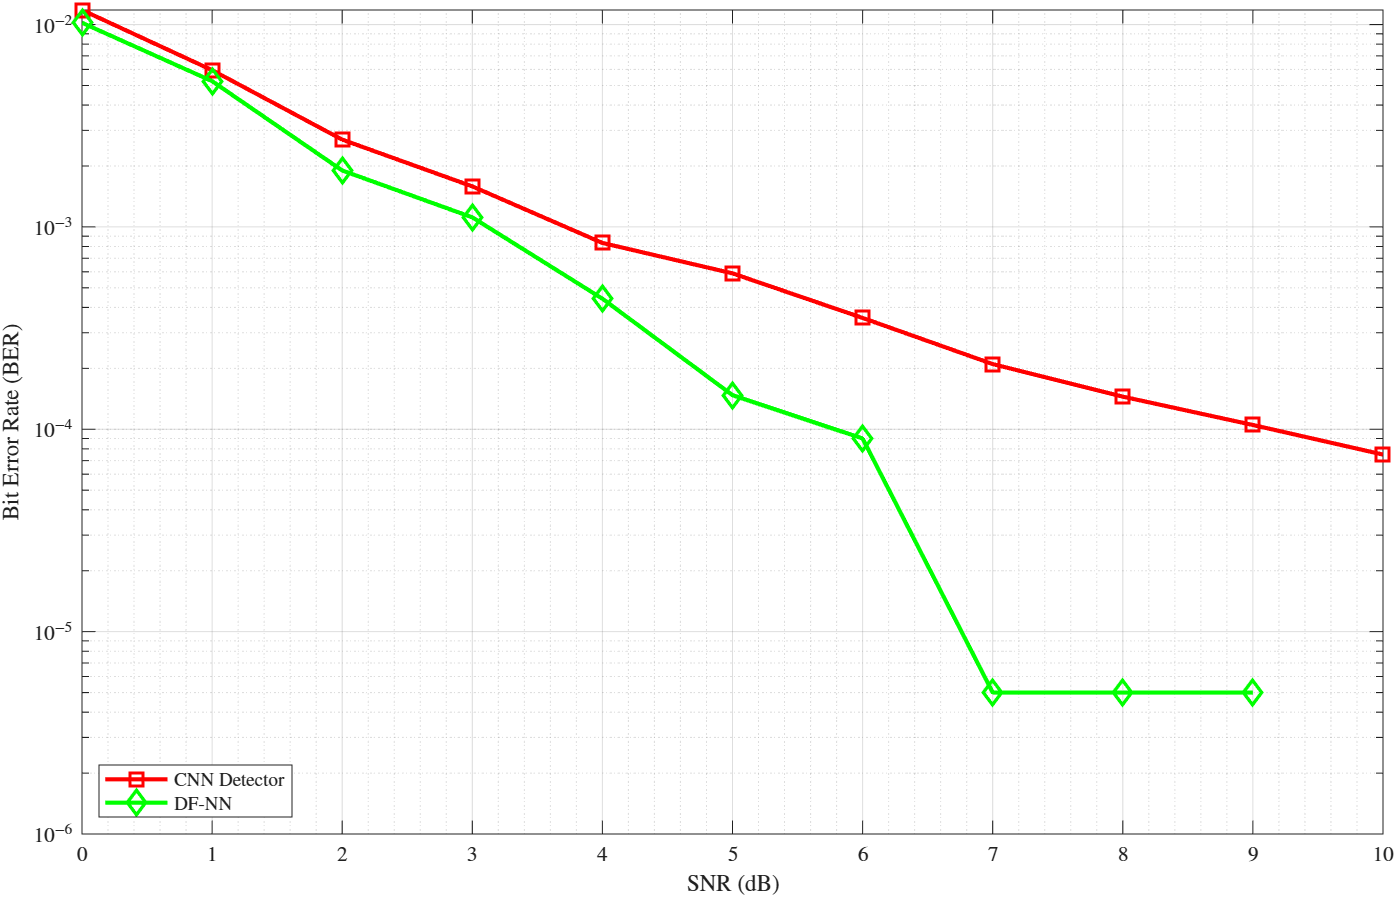 Bit Error Rate (BER)
10⁻²
10⁻³
10⁻⁴
10⁻⁵
10⁻⁶
CNN Detector
DF-NN
0 1 2 3 4 5 6 7 8 9 10
SNR (dB)